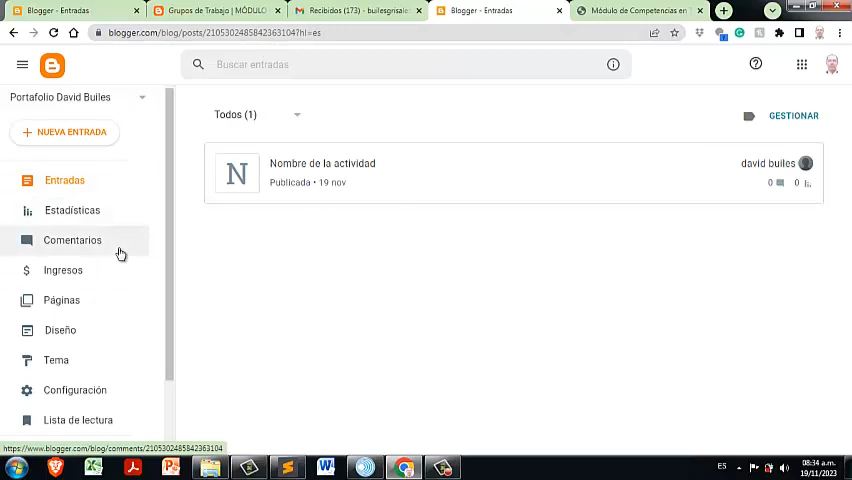 Blogger - Entradas
Grupos de Trabajo | MÓDULO
Recibidos (173) - builesgrisale
Blogger - Entradas
Módulo de Competencias en
blogger.com/blog/posts/2105302485842363104?hl=es
Buscar entradas
Portafolio David Builes
NUEVA ENTRADA
Entradas
Estadísticas
Comentarios
Ingresos
Páginas
Diseño
Tema
Configuración
Lista de lectura
Todos (1)
GESTIONAR
N
Nombre de la actividad
Publicada • 19 nov
david builes
0 0
https://www.blogger.com/blog/comments/2105302485842363104
ES
08:34 a.m.
19/11/2023